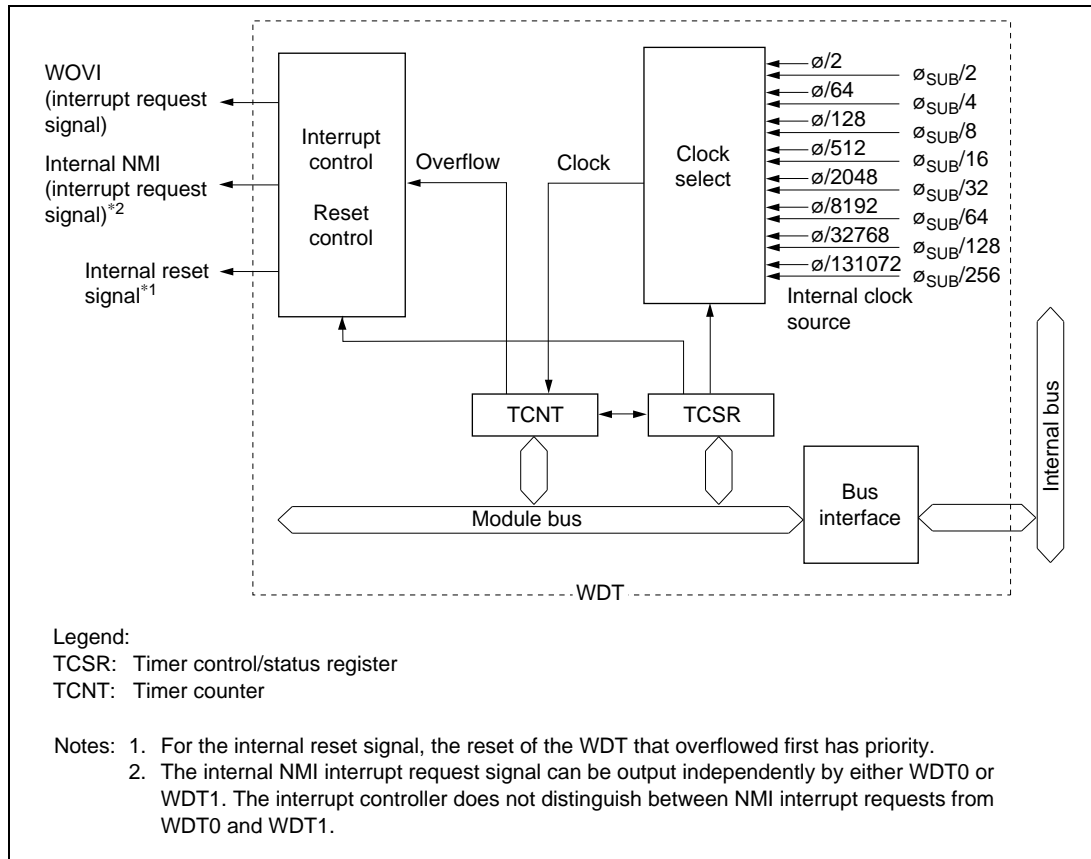 WOVI
(interrupt request
signal)
Internal NMI
(interrupt request
signal)*2
Internal reset
signal*1
Interrupt
control
Reset
control
Overflow
Clock
Clock
select
ø/2
øSUB/2
ø/64
øSUB/4
ø/128
øSUB/8
ø/512
øSUB/16
ø/2048
øSUB/32
ø/8192
øSUB/64
ø/32768
øSUB/128
ø/131072
øSUB/256
Internal clock
source
TCNT
TCSR
Module bus
Bus
interface
Internal bus
WDT
Legend:
TCSR: Timer control/status register
TCNT: Timer counter
Notes: 1. For the internal reset signal, the reset of the WDT that overflowed first has priority.
2. The internal NMI interrupt request signal can be output independently by either WDT0 or
WDT1. The interrupt controller does not distinguish between NMI interrupt requests from
WDT0 and WDT1.